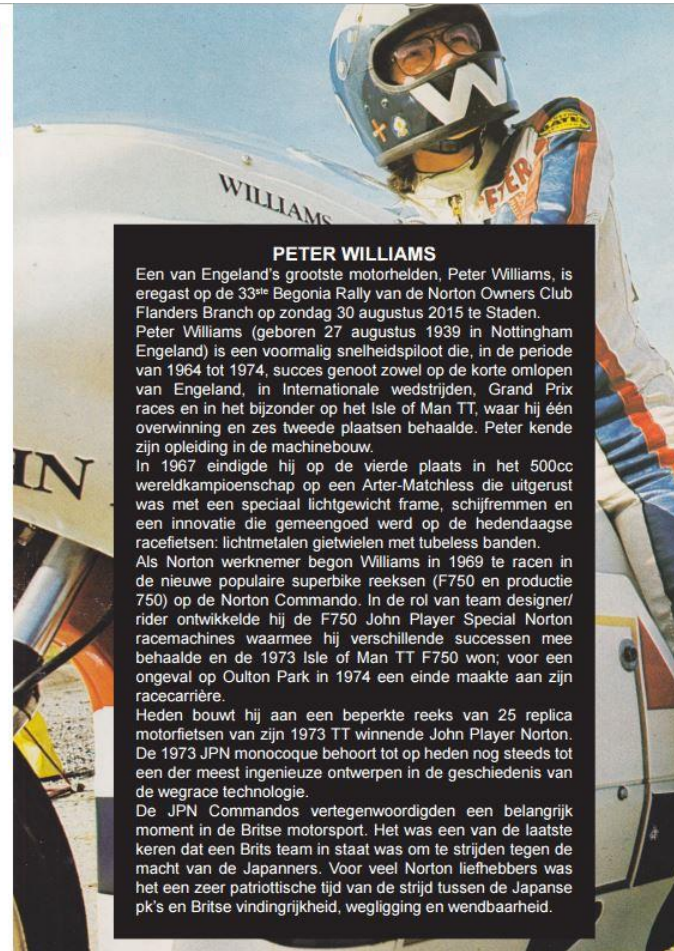 WILLIAMS
PETER
PETER WILLIAMS
Een van Engeland's grootste motorhelden, Peter Williams, is
eregast op de 33ste Begonia Rally van de Norton Owners Club
Flanders Branch op zondag 30 augustus 2015 te Staden.
Peter Williams (geboren 27 augustus 1939 in Nottingham
Engeland) is een voormalig snelheidspiloot die, in de periode
van 1964 tot 1974, succes genoot zowel op de korte omlopen
van Engeland, in Internationale wedstrijden, Grand Prix
races en in het bijzonder op het Isle of Man TT, waar hij één
overwinning en zes tweede plaatsen behaalde. Peter kende
zijn opleiding in de machinebouw.
In 1967 eindigde hij op de vierde plaats in het 500cc
wereldkampioenschap op een Arter-Matchless die uitgerust
was met een speciaal lichtgewicht frame, schijfremmen en
een innovatie die gemeengoed werd op de hedendaagse
racefietsen: lichtmetalen gietwielen met tubeless banden.
Als Norton werknemer begon Williams in 1969 te racen in
de nieuwe populaire superbike reeksen (F750 en productie
750) op de Norton Commando. In de rol van team designer/
rider ontwikkelde hij de F750 John Player Special Norton
racemachines waarmee hij verschillende successen mee
behaalde en de 1973 Isle of Man TT F750 won; voor een
ongeval op Oulton Park in 1974 een einde maakte aan zijn
racecarrière.
Heden bouwt hij aan een beperkte reeks van 25 replica
motorfietsen van zijn 1973 TT winnende John Player Norton.
De 1973 JPN monocoque behoort tot op heden nog steeds tot
een der meest ingenieuze ontwerpen in de geschiedenis van
de wegrace technologie.
De JPN Commandos vertegenwoordigden een belangrijk
moment in de Britse motorsport. Het was een van de laatste
keren dat een Brits team in staat was om te strijden tegen de
macht van de Japanners. Voor veel Norton liefhebbers was
het een zeer patriottische tijd van de strijd tussen de Japanse
pk's en Britse vindingrijkheid, wegligging en wendbaarheid.